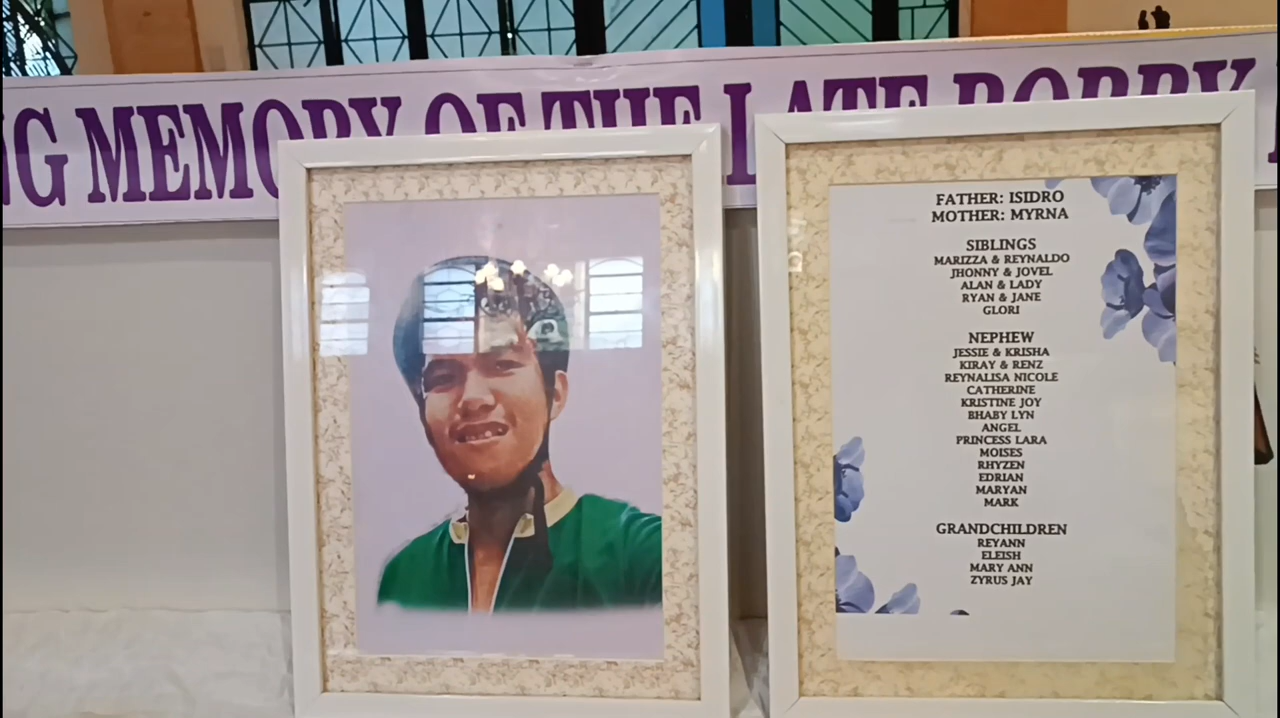 NG MEMORY OF THE LATE BOBBY
FATHER: ISIDRO
MOTHER: MYRNA
SIBLINGS
MARIZZA & REYNALDO
JHONNY & JOVEL
ALAN & LADY
RYAN & JANE
GLORI
NEPHEW
JESSIE & KRISHA
KIRAY & RENZ
REYNALISA NICOLE
CATHERINE
KRISTINE JOY
BHABY LYN
ANGEL
PRINCESS LARA
MOISES
RHYZEN
EDRIAN
MARYAN
MARK
GRANDCHILDREN
REYANN
ELEISH
MARY ANN
ZYRUS JAY